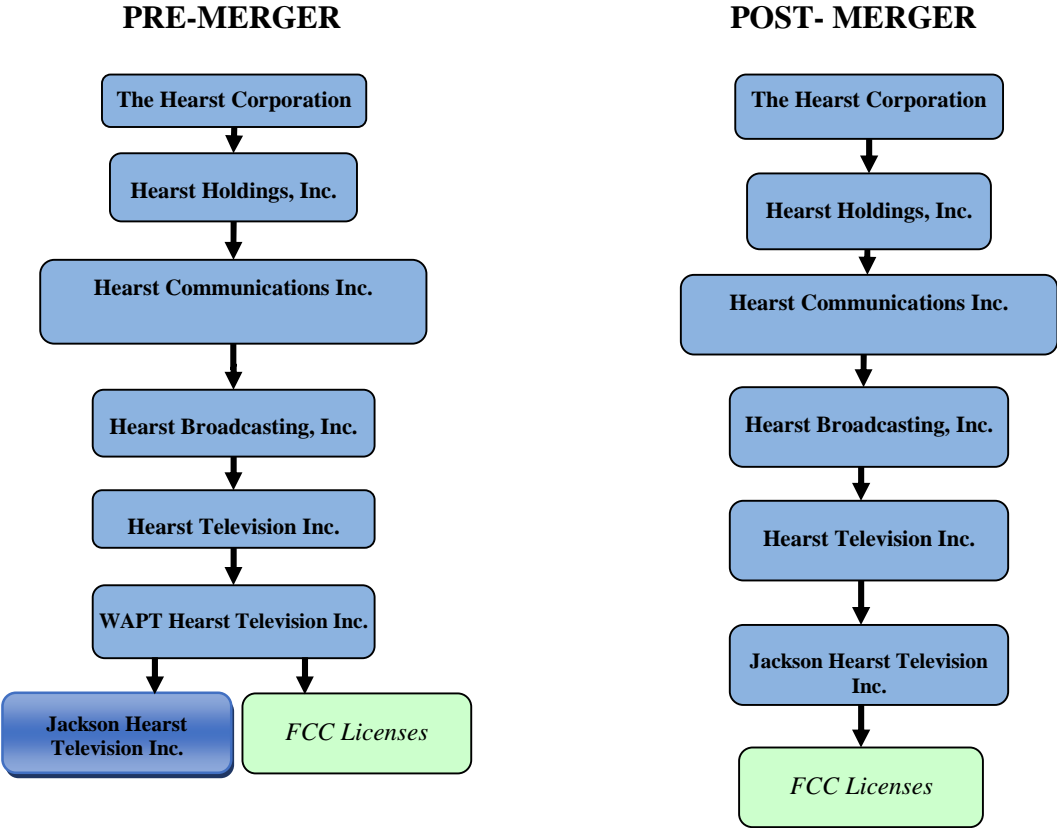 PRE-MERGER
The Hearst Corporation
Hearst Holdings, Inc.
Hearst Communications Inc.
Hearst Broadcasting, Inc.
Hearst Television Inc.
WAPT Hearst Television Inc.
Jackson Hearst
Television Inc.
FCC Licenses
POST- MERGER
The Hearst Corporation
Hearst Holdings, Inc.
Hearst Communications Inc.
Hearst Broadcasting, Inc.
Hearst Television Inc.
Jackson Hearst Television
Inc.
FCC Licenses